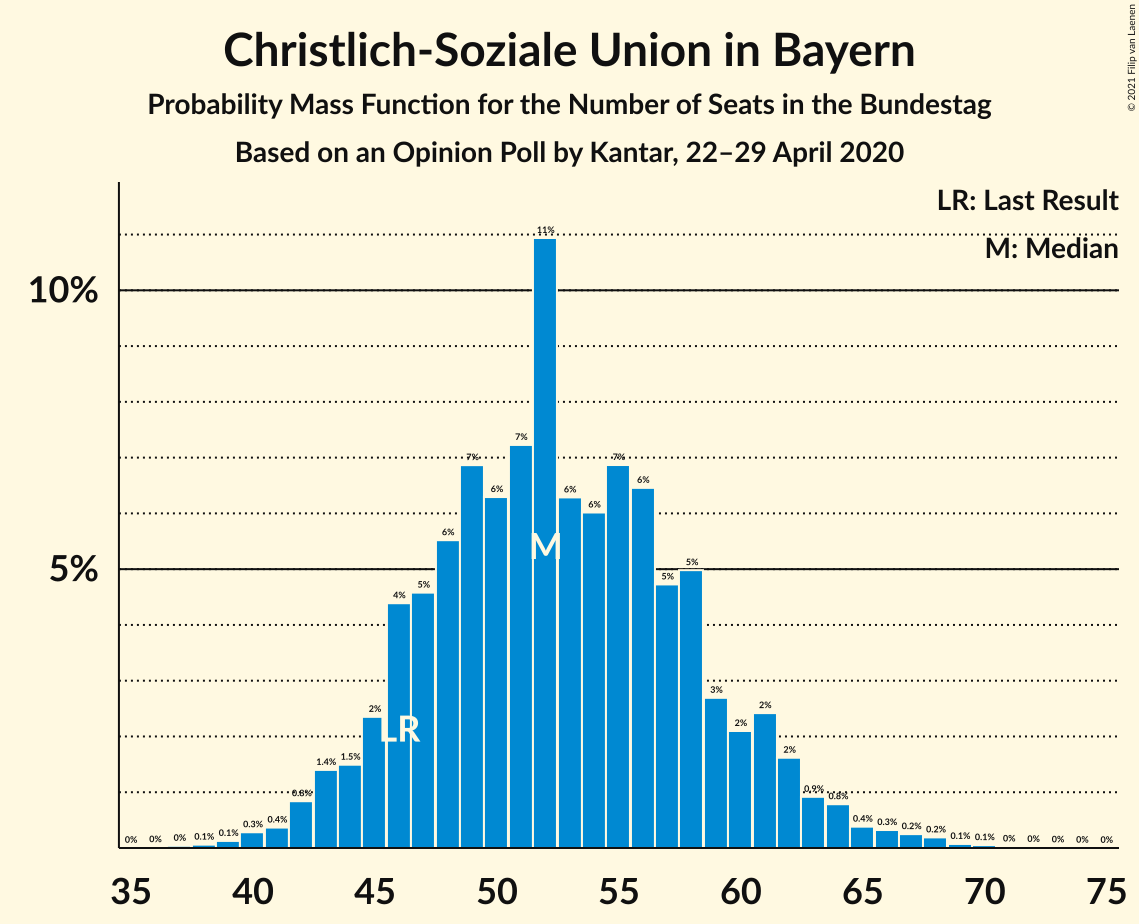 Christlich-Soziale Union in Bayern
Probability Mass Function for the Number of Seats in the Bundestag
Based on an Opinion Poll by Kantar, 22–29 April 2020
© 2021 Filip van Laenen
LR: Last Result
M: Median
10%
5%
0% 0% 0% 0.1% 0.1% 0.3% 0.4% 0.8% 1.4% 1.5% 2% 4% 5% 6% 7% 6% 7% 11% 6% 6% 7% 6% 5% 5% 3% 2% 2% 2% 0.9% 0.8% 0.4% 0.3% 0.2% 0.2% 0.1% 0.1% 0% 0% 0% 0% 0%
M
LR
35 40 45 50 55 60 65 70 75